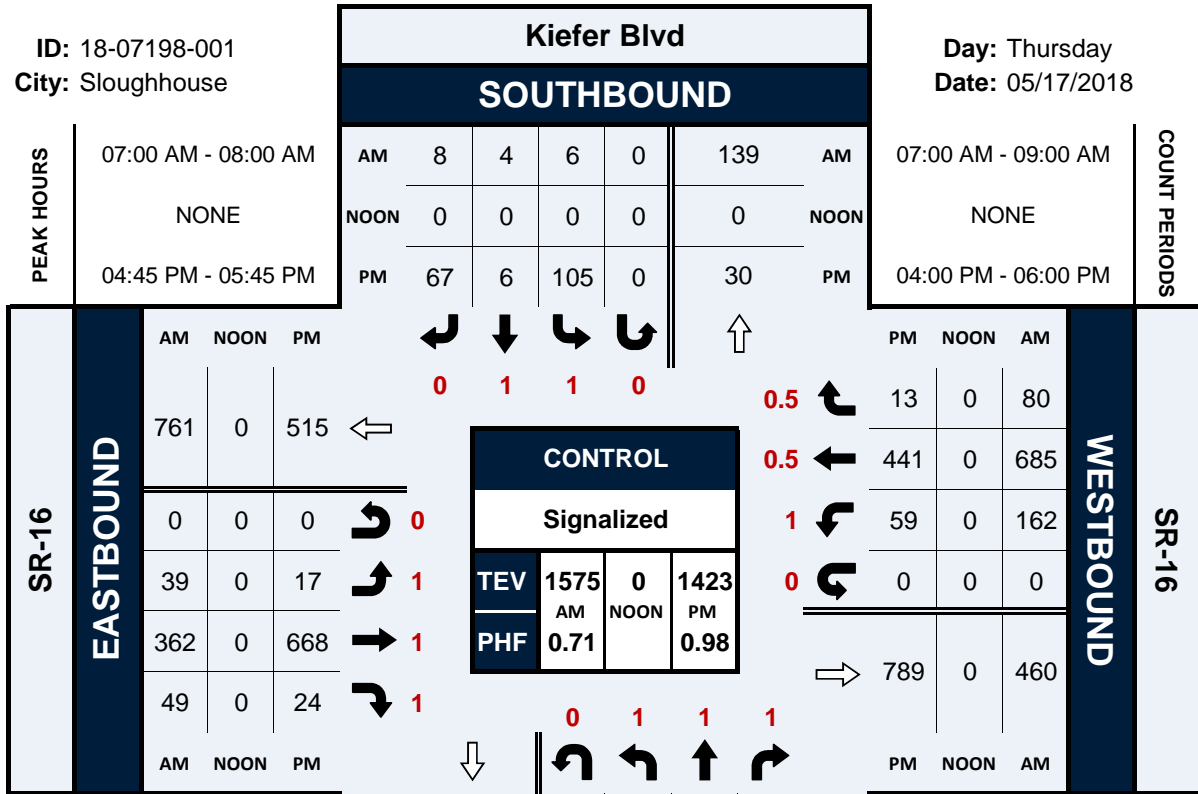 Kiefer Blvd
ID: 18-07198-001
City: Sloughhouse
Day: Thursday
Date: 05/17/2018
SOUTHBOUND
PEAK HOURS
07:00 AM - 08:00 AM
NONE
04:45 PM - 05:45 PM
AM 8 4 6 0 139 AM
NOON 0 0 0 0 0 NOON
PM 67 6 105 0 30 PM
07:00 AM - 09:00 AM
NONE
04:00 PM - 06:00 PM
COUNT PERIODS
0 1 1 0
SR-16
EASTBOUND
AM NOON PM
761 0 515
0 0 0 0
39 0 17 1
362 0 668 1
49 0 24 1
AM NOON PM
CONTROL
Signalized
TEV 1575 0 1423
AM NOON PM
PHF 0.71 0.98
PM NOON AM
0.5 13 0 80
0.5 441 0 685
1 59 0 162
0 0 0 0
789 0 460
PM NOON AM
WESTBOUND
SR-16
0 1 1 1